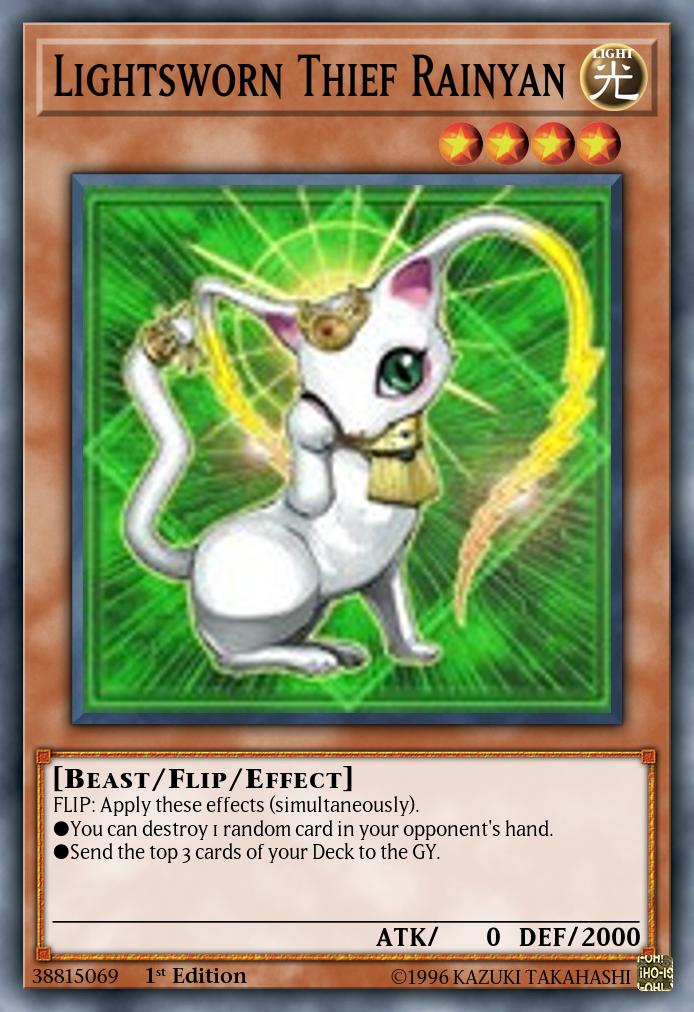 Lightsworn Thief Rainyan
LIGHT
光
[Beast/Flip/Effect]
FLIP: Apply these effects (simultaneously).
●You can destroy 1 random card in your opponent's hand.
●Send the top 3 cards of your Deck to the GY.
ATK/ 0 DEF/2000
38815069 1st Edition ©1996 KAZUKI TAKAHASHI